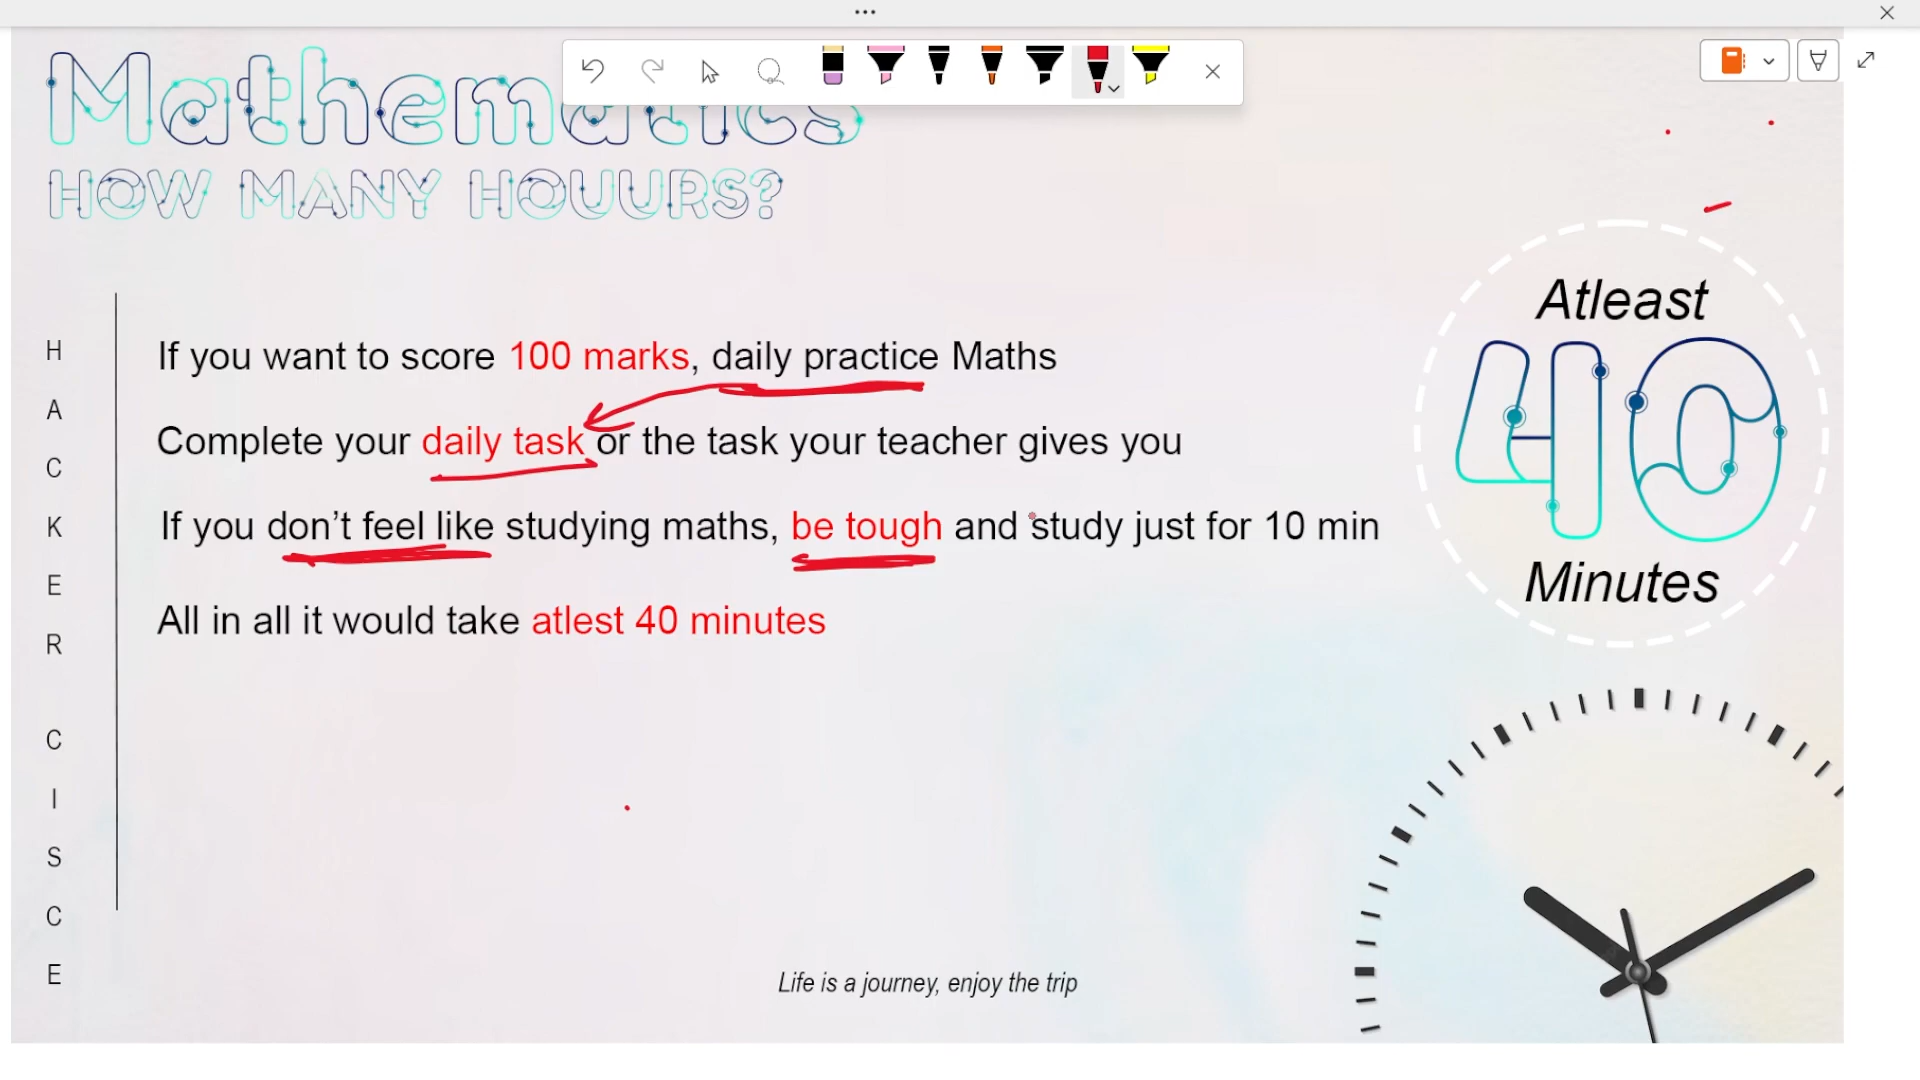 Mathematics
HOW MANY HOUURS?
If you want to score 100 marks, daily practice Maths
Complete your daily task or the task your teacher gives you
If you don’t feel like studying maths, be tough and study just for 10 min
All in all it would take atlest 40 minutes
Atleast
40
Minutes
HACKER CISCE
Life is a journey, enjoy the trip